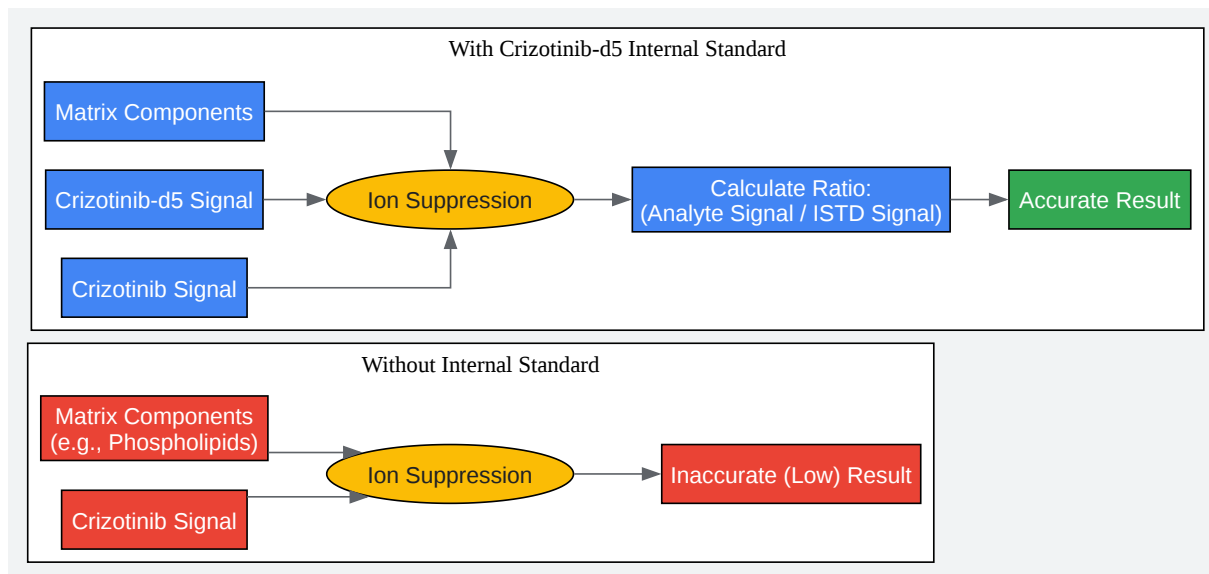 With Crizotinib-d5 Internal Standard
Matrix Components
Crizotinib-d5 Signal
Crizotinib Signal
Ion Suppression
Calculate Ratio:
(Analyte Signal / ISTD Signal)
Accurate Result
Without Internal Standard
Matrix Components
(e.g., Phospholipids)
Crizotinib Signal
Ion Suppression
Inaccurate (Low) Result